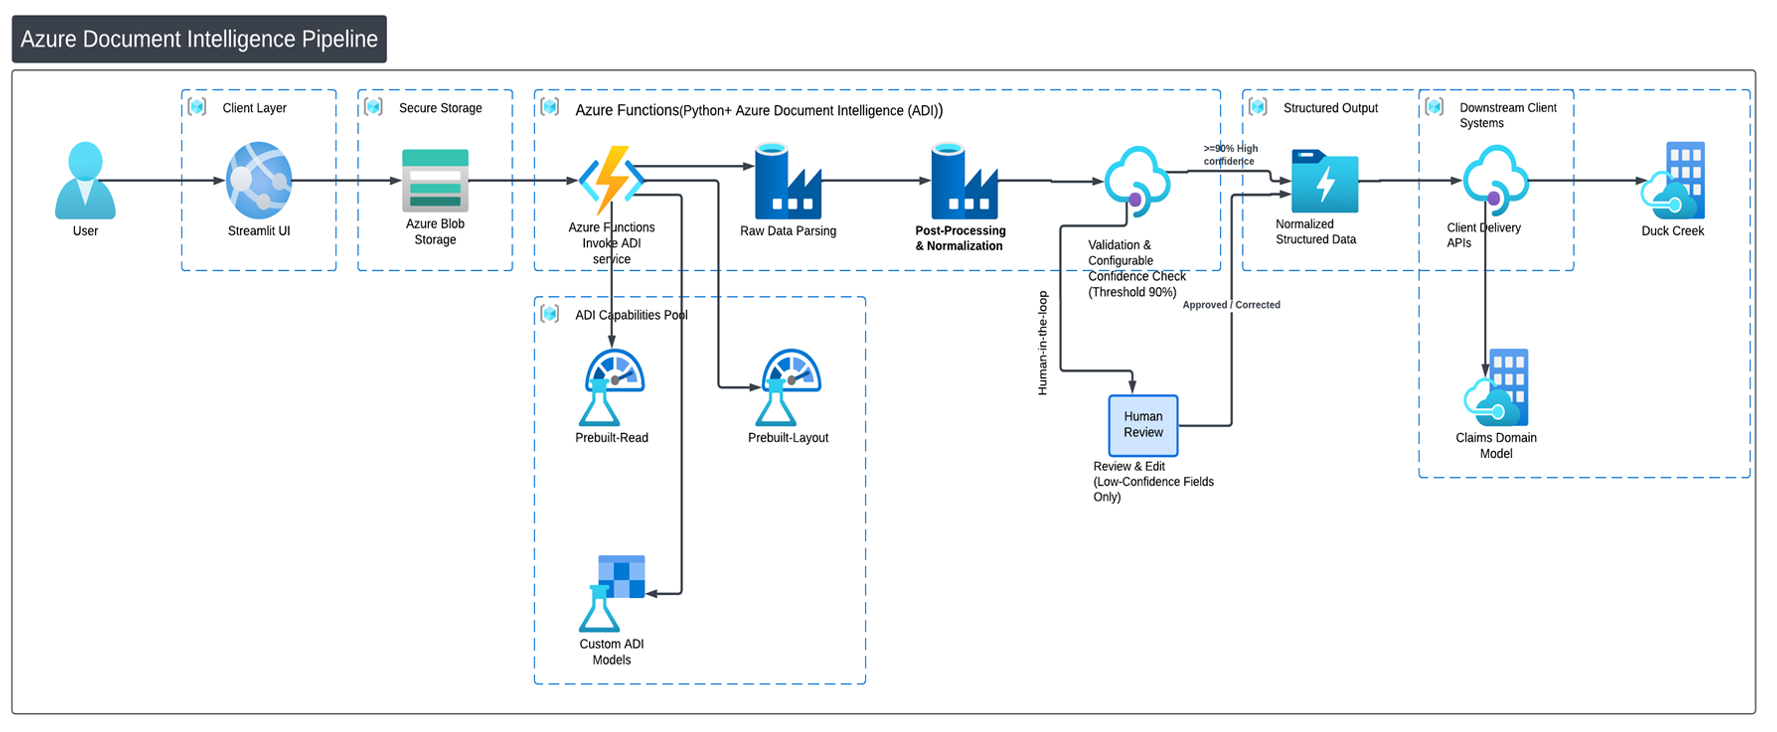 Azure Document Intelligence Pipeline
Client Layer
Secure Storage
Azure Functions(Python+ Azure Document Intelligence (ADI))
Structured Output
Downstream Client
Systems
User
Streamlit UI
Azure Blob
Storage
Azure Functions
Invoke ADI
service
Raw Data Parsing
Post-Processing
& Normalization
Validation &
Configurable
Confidence Check
(Threshold 90%)
>=90% High
confidence
Normalized
Structured Data
Client Delivery
APIs
Duck Creek
Human-in-the-loop
Approved / Corrected
ADI Capabilities Pool
Prebuilt-Read
Prebuilt-Layout
Human
Review
Review & Edit
(Low-Confidence Fields
Only)
Claims Domain
Model
Custom ADI
Models